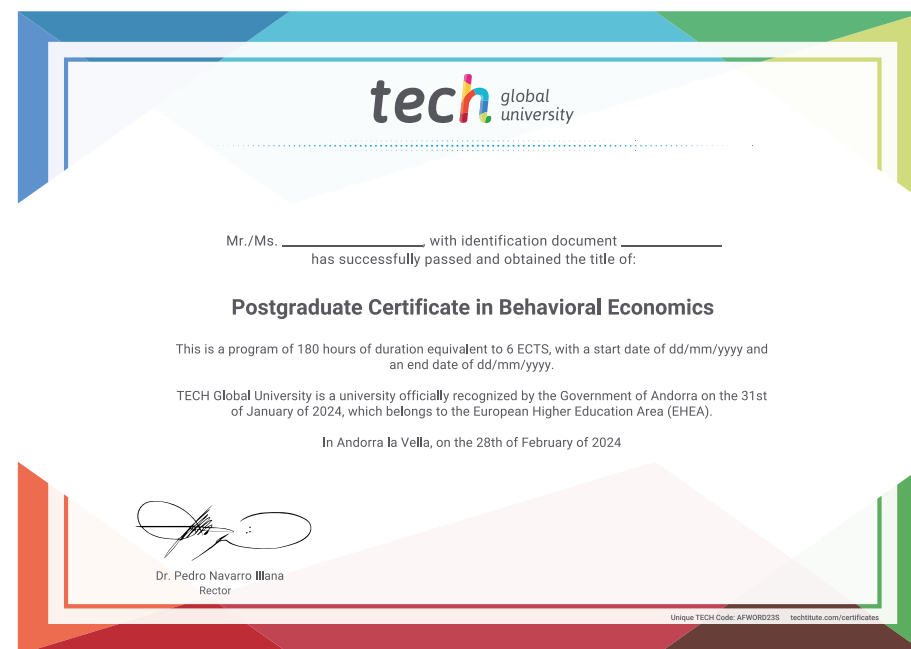 tech global university
Mr./Ms. ____________, with identification document ____________
has successfully passed and obtained the title of:
Postgraduate Certificate in Behavioral Economics
This is a program of 180 hours of duration equivalent to 6 ECTS, with a start date of dd/mm/yyyy and
an end date of dd/mm/yyyy.
TECH Global University is a university officially recognized by the Government of Andorra on the 31st
of January of 2024, which belongs to the European Higher Education Area (EHEA).
In Andorra la Vella, on the 28th of February of 2024
Dr. Pedro Navarro Illana
Rector
Unique TECH Code: AFWORD23S techtitute.com/certificates